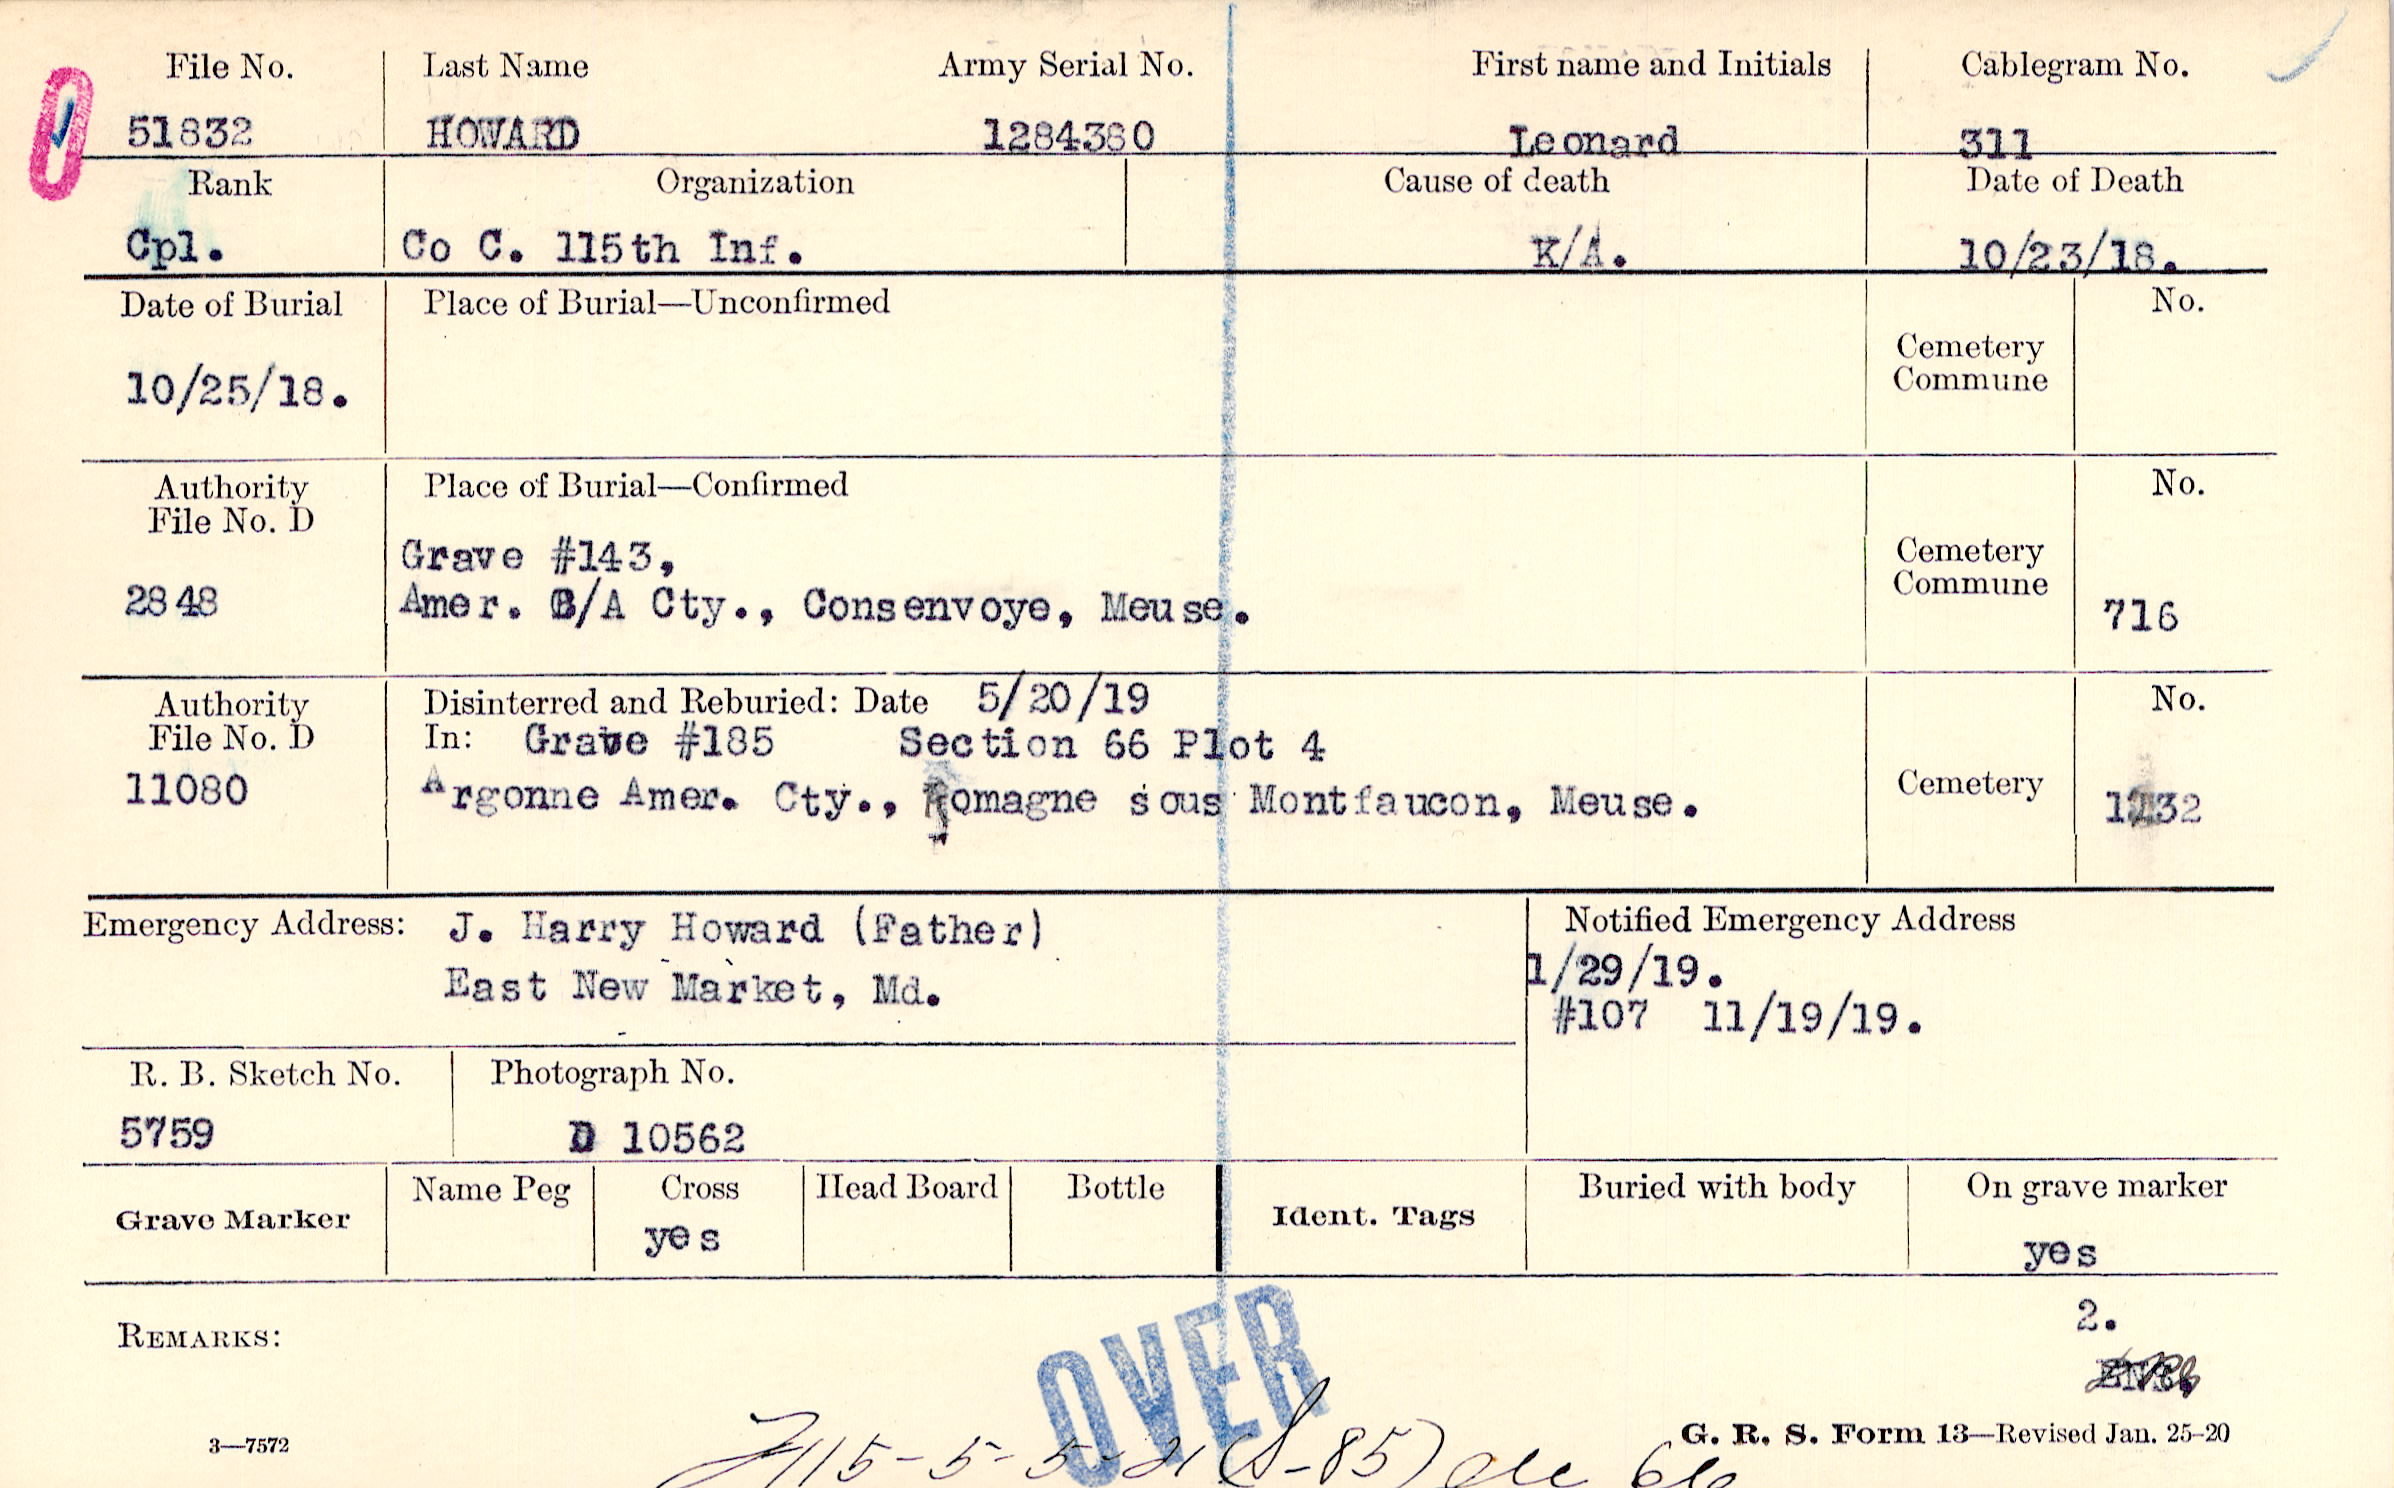 File No. Last Name Army Serial No. First name and Initials Cablegram No.
51832 HOWARD 1284380 Leonard 311
Rank Organization Cause of death Date of Death
Cpl. Co C. 115th Inf. K/A. 10/23/18.
Date of Burial Place of Burial—Unconfirmed No.
Cemetery
Commune
10/25/18.
Authority Place of Burial—Confirmed No.
File No. D
Grave #143,
Cemetery
Commune
2848 Amer. B/A Cty., Consenvoye, Meuse. 716
Authority Disinterred and Reburied: Date 5/20/19 No.
File No. D In: Grave #185 Section 66 Plot 4
11080 Argonne Amer. Cty., Romagne sous Montfaucon, Meuse. Cemetery 1232
Emergency Address: J. Harry Howard (Father) Notified Emergency Address
East New Market, Md. 1/29/19.
#107 11/19/19.
R. B. Sketch No. Photograph No.
5759 D 10562
Grave Marker Name Peg Cross Head Board Bottle Ident. Tags Buried with body On grave marker
yes yes
2.
REMARKS:
OVER
3—7572 G. R. S. Form 13—Revised Jan. 25-20
(S-85)